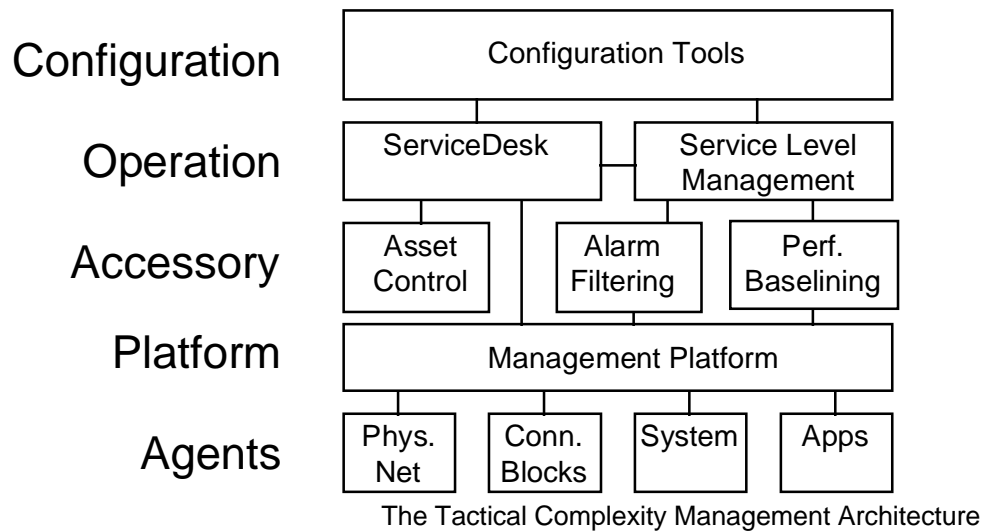 Configuration
Configuration Tools
Operation
ServiceDesk
Service Level
Management
Accessory
Asset
Control
Alarm
Filtering
Perf.
Baselining
Platform
Management Platform
Agents
Phys.
Net
Conn.
Blocks
System
Apps
The Tactical Complexity Management Architecture